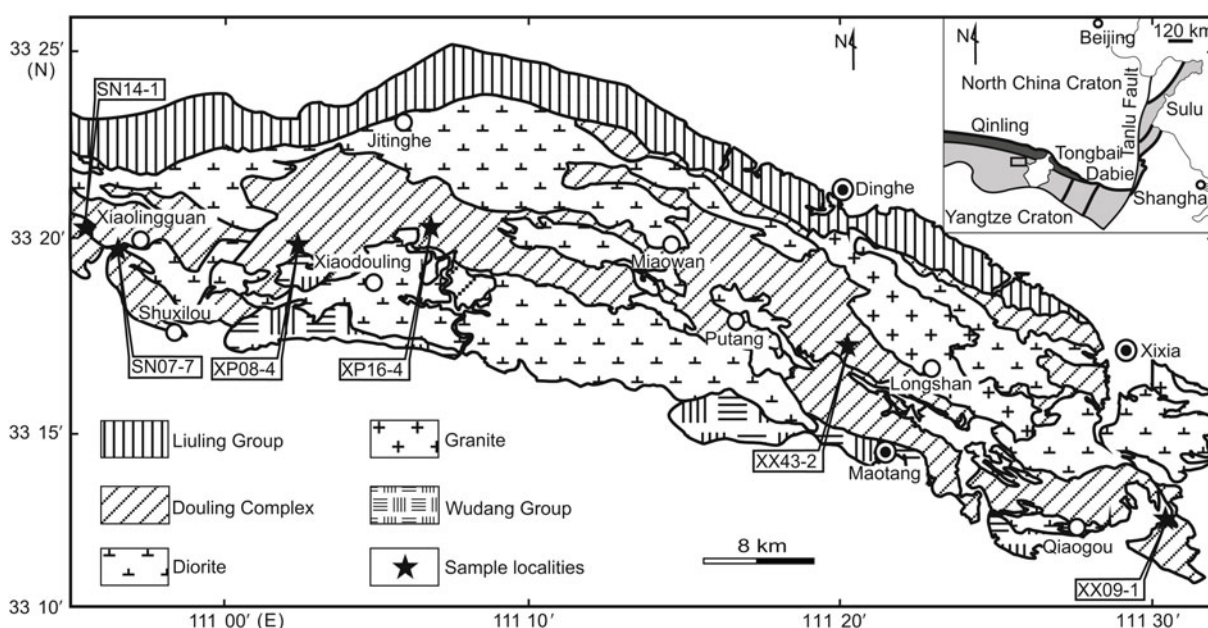 33 25′
(N)
33 20′
33 15′
33 10′
111 00′ (E)
111 10′
111 20′
111 30′
N
SN14-1
Jitinghe
Dinghe
Xiaolingguan
Xiaodouling
Miaowan
Shuxilou
Putang
Xixia
SN07-7
XP08-4
XP16-4
Longshan
XX43-2
Maotang
Qiaogou
XX09-1
8 km
Liuling Group
Granite
Douling Complex
Wudang Group
Diorite
Sample localities
N
Beijing
120 km
North China Craton
Tanlu Fault
Sulu
Qinling
Tongbai
Dabie
Shangha
Yangtze Craton